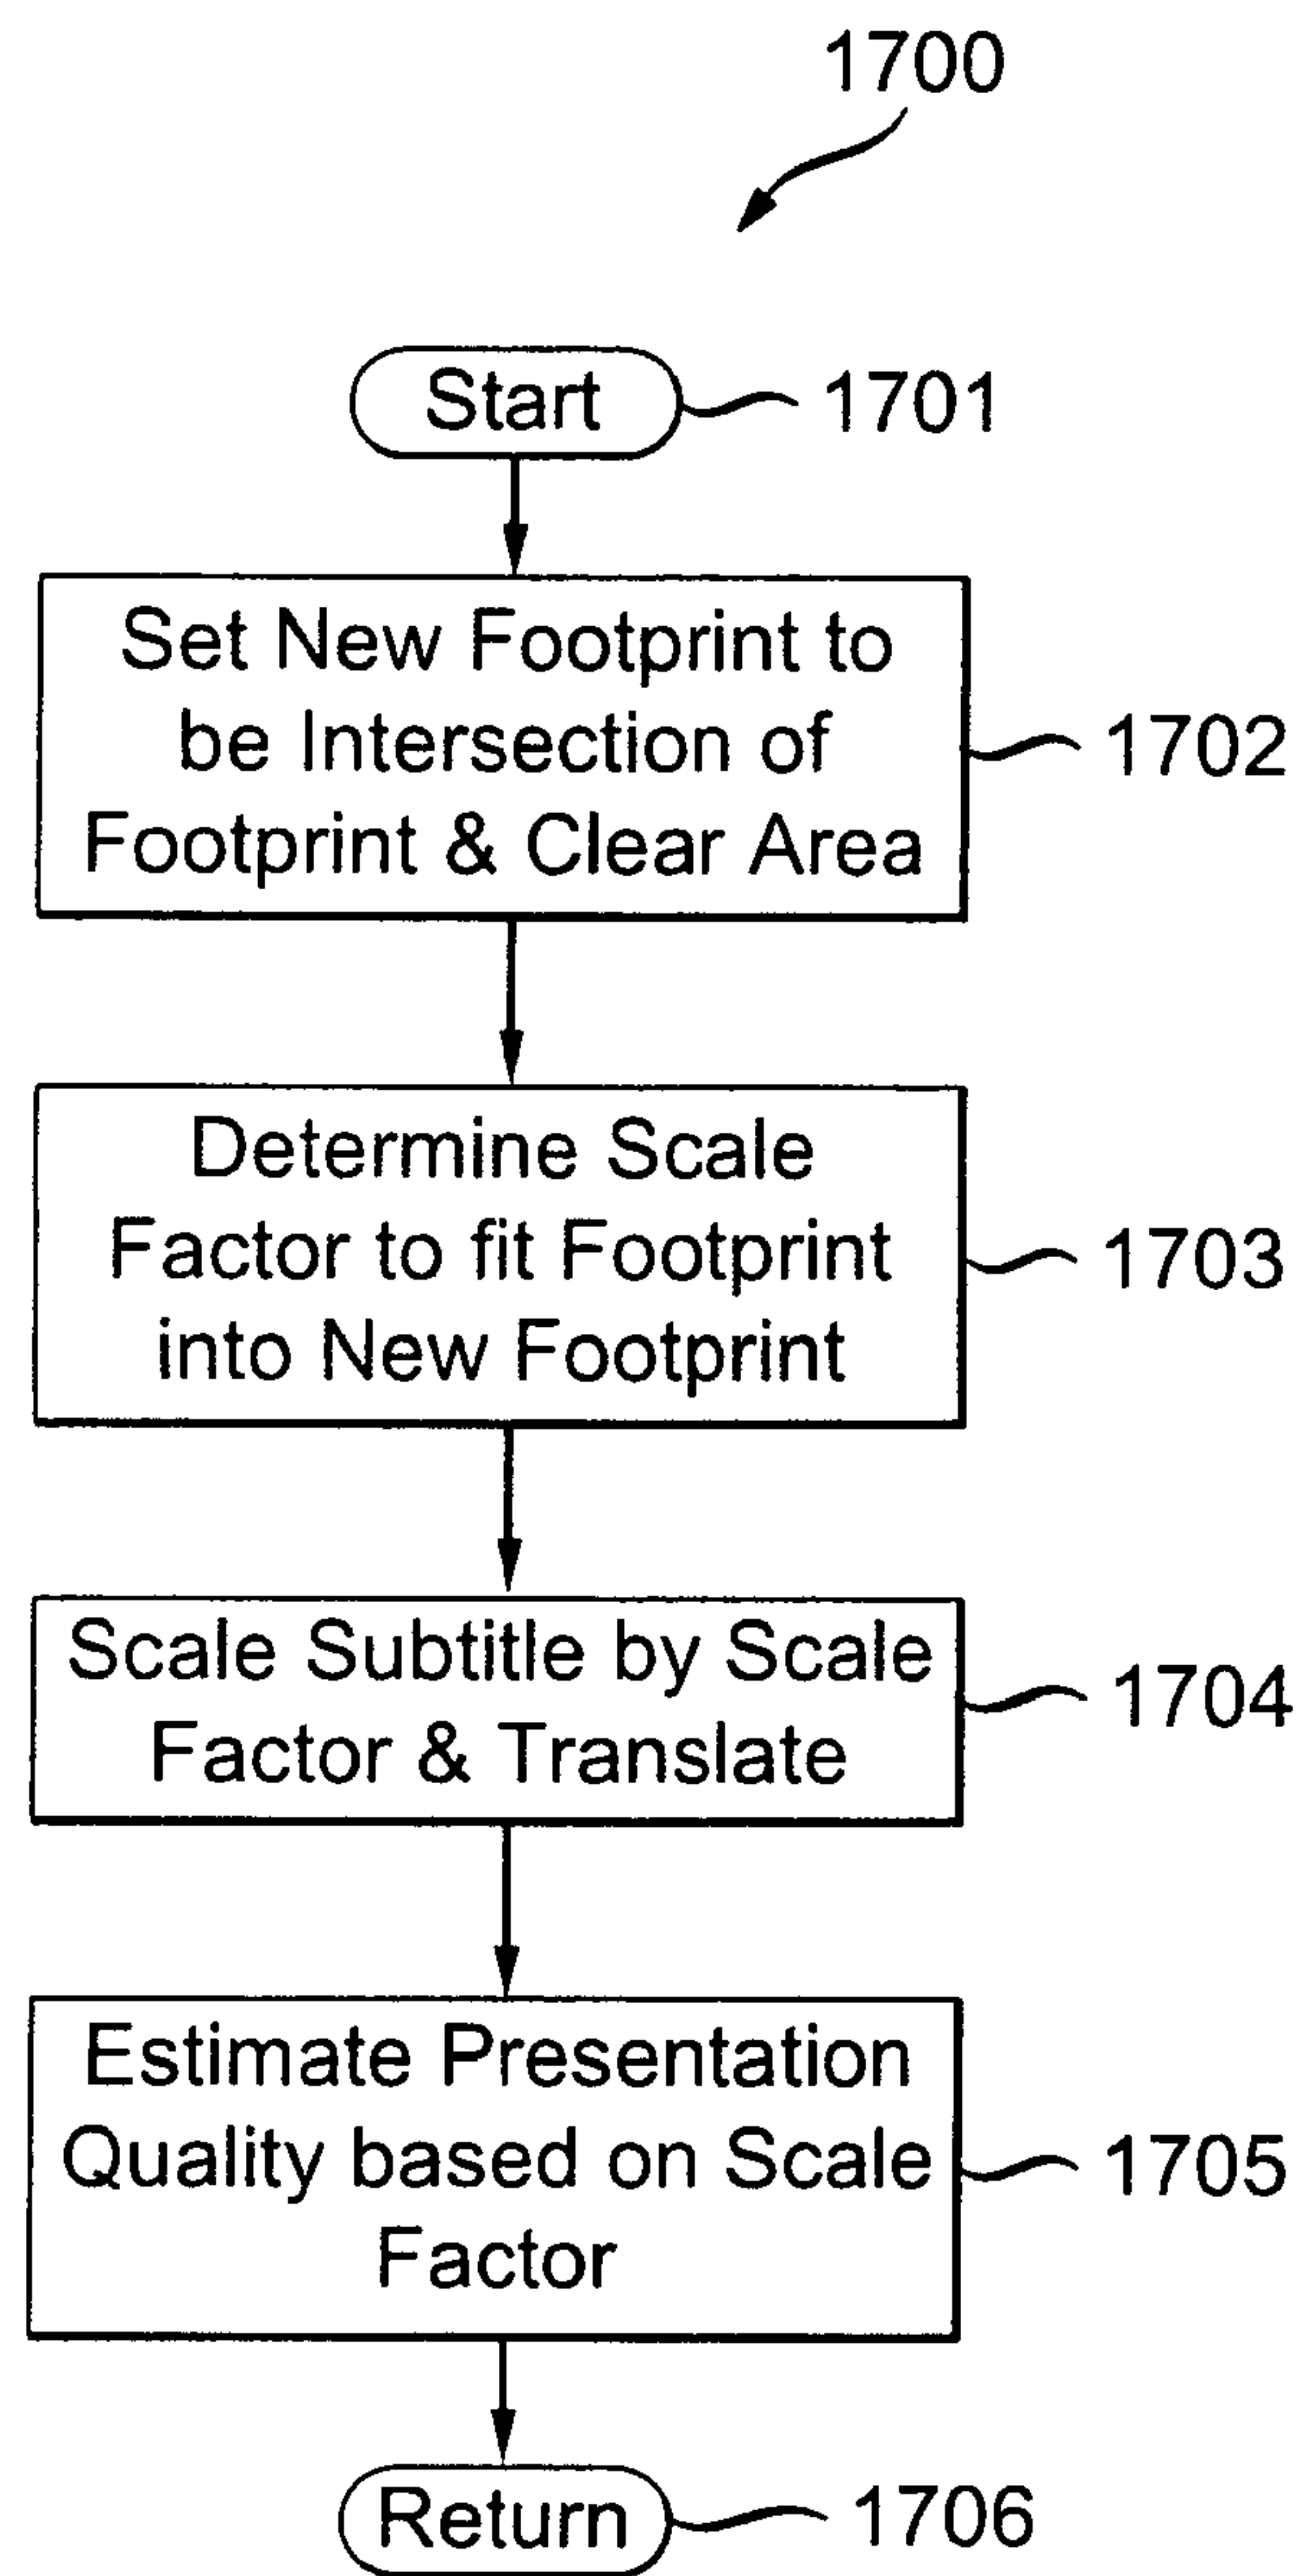 1700
Start
1701
Set New Footprint to
be Intersection of
Footprint & Clear Area
1702
Determine Scale
Factor to fit Footprint
into New Footprint
1703
Scale Subtitle by Scale
Factor & Translate
1704
Estimate Presentation
Quality based on Scale
Factor
1705
Return
1706